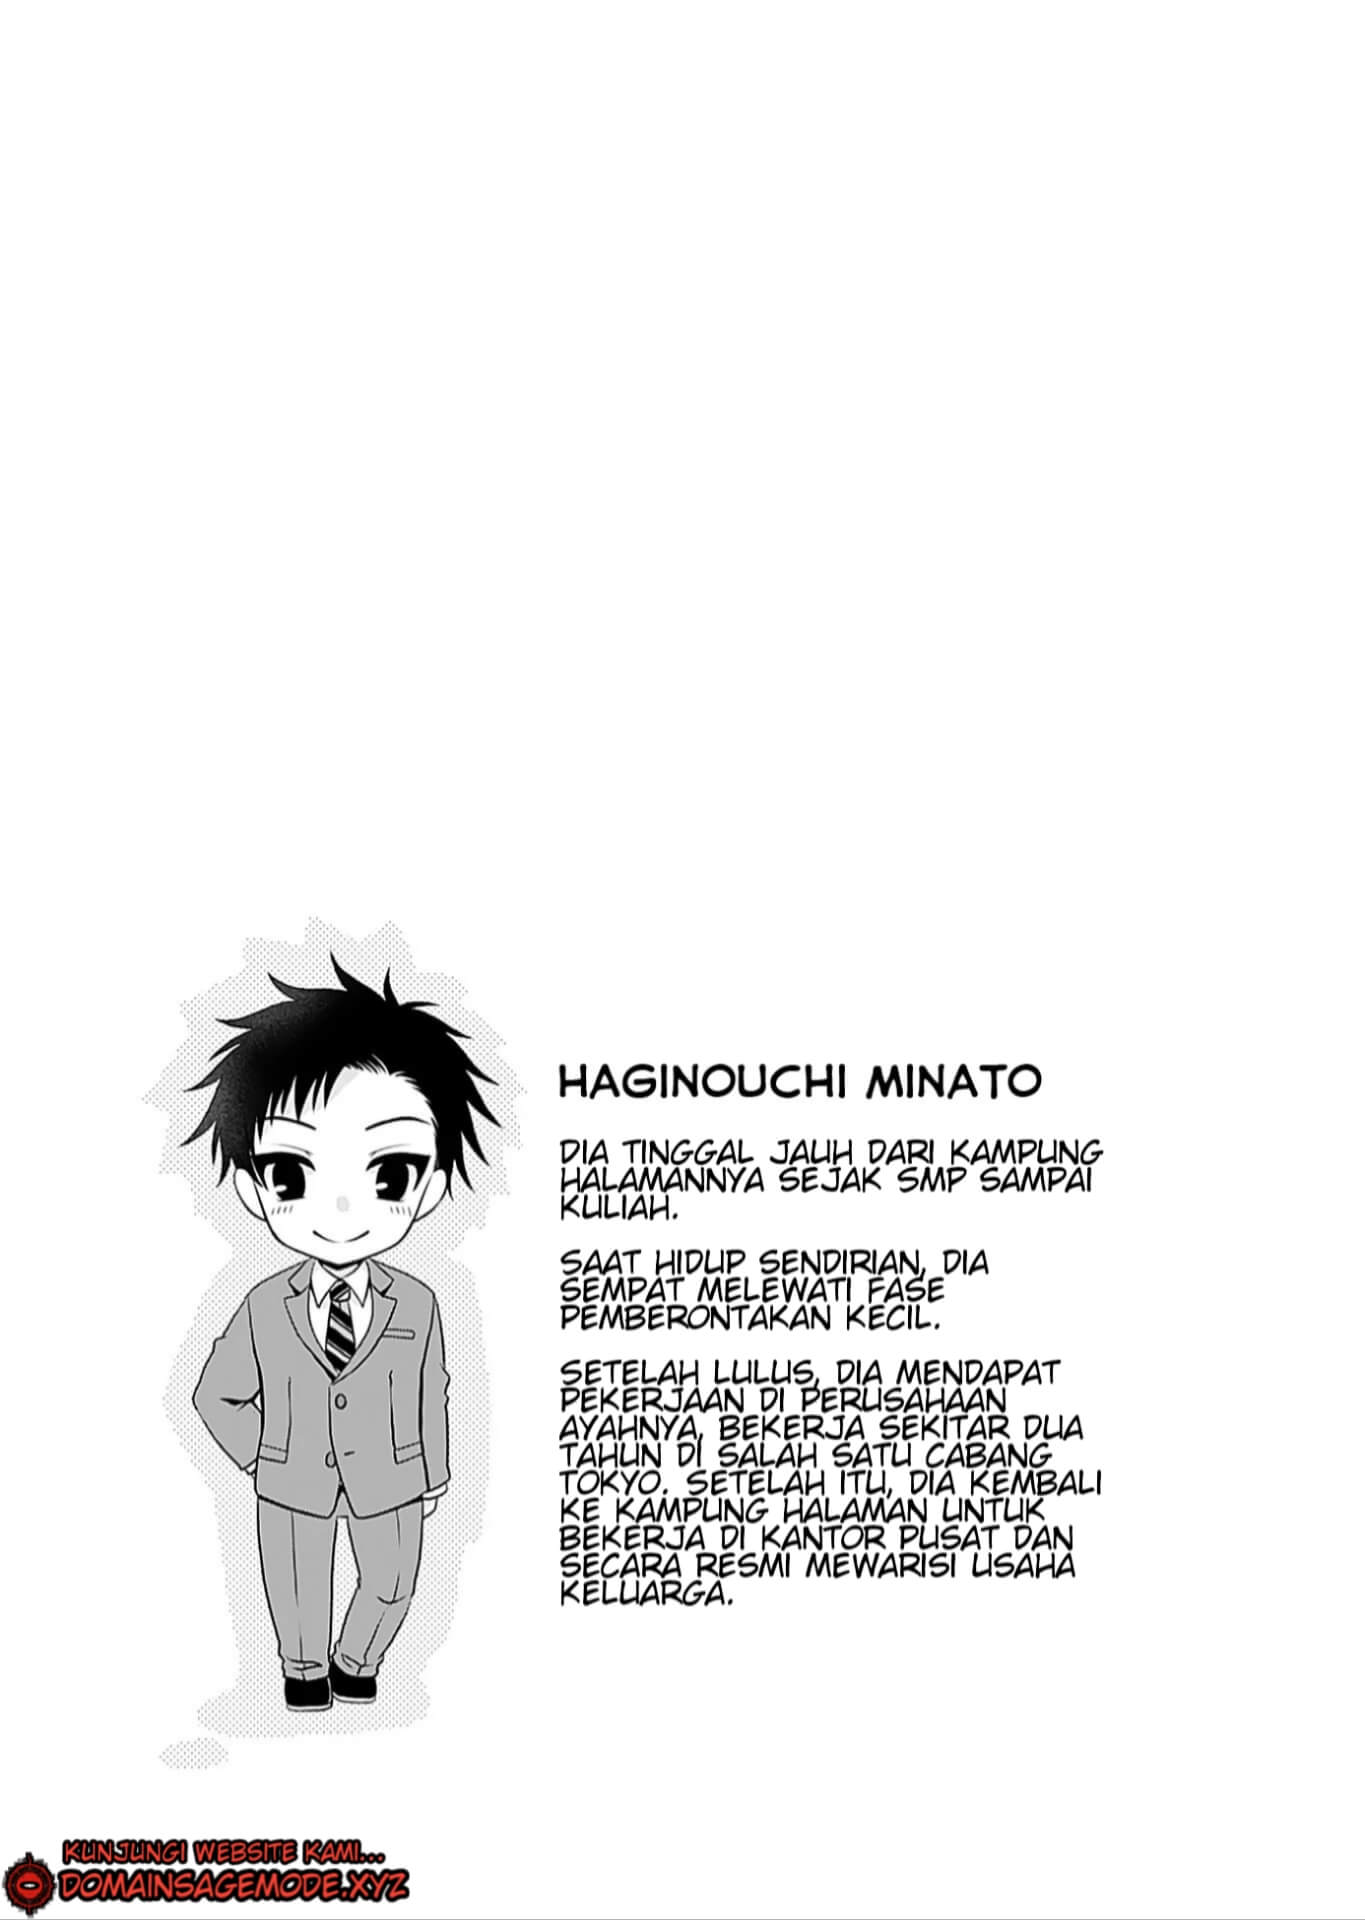 HAGINOUCHI MINATO
DIA TINGGAL JAUH DARI KAMPUNG
HALAMANNYA SEJAK SMP SAMPAI
KULIAH.
SAAT HIDUP SENDIRIAN, DIA
SEMPAT MELEWATI FASE
PEMBERONTAKAN KECIL.
SETELAH LULUS, DIA MENDAPAT
PEKERJAAN DI PERUSAHAAN
AYAHNYA, BEKERJA SEKITAR DUA
TAHUN DI SALAH SATU CABANG
TOKYO. SETELAH ITU, DIA KEMBALI
KE KAMPUNG HALAMAN UNTUK
BEKERJA DI KANTOR PUSAT DAN
SECARA RESMI MEWARISI USAHA
KELUARGA.
KUNJUNGI WEBSITE KAMI...
DOMAINSAGEMODE.XYZ